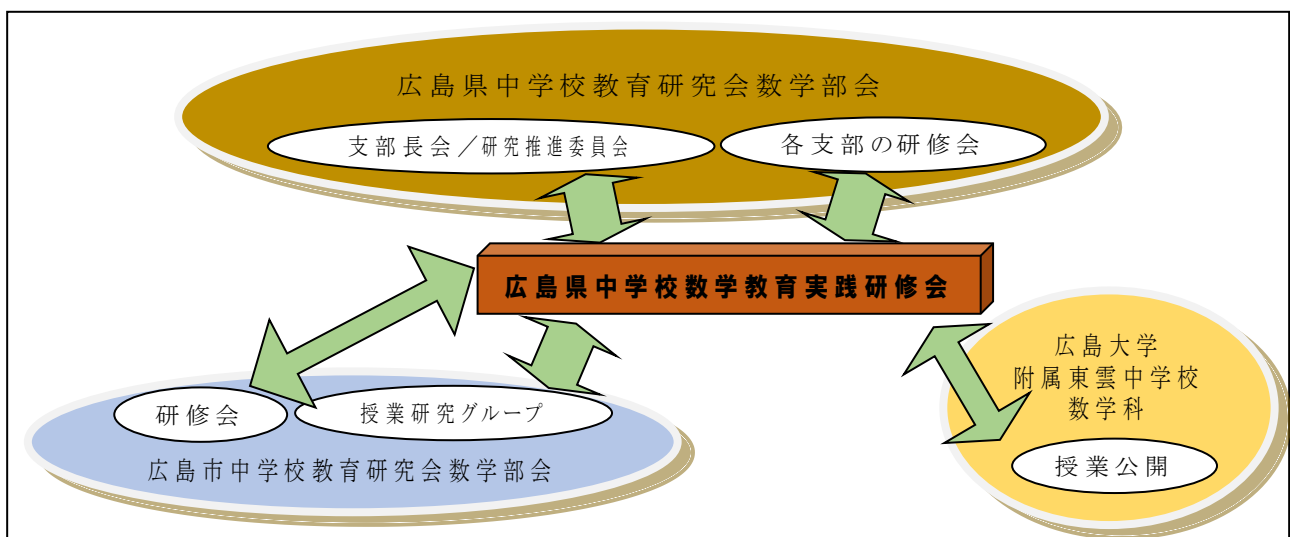 広島県中学校教育研究会数学部会
支部長会／研究推進委員会
各支部の研修会
広島県中学校数学教育実践研修会
広島大学
附属東雲中学校
数学科
授業公開
研修会
授業研究グループ
広島市中学校教育研究会数学部会